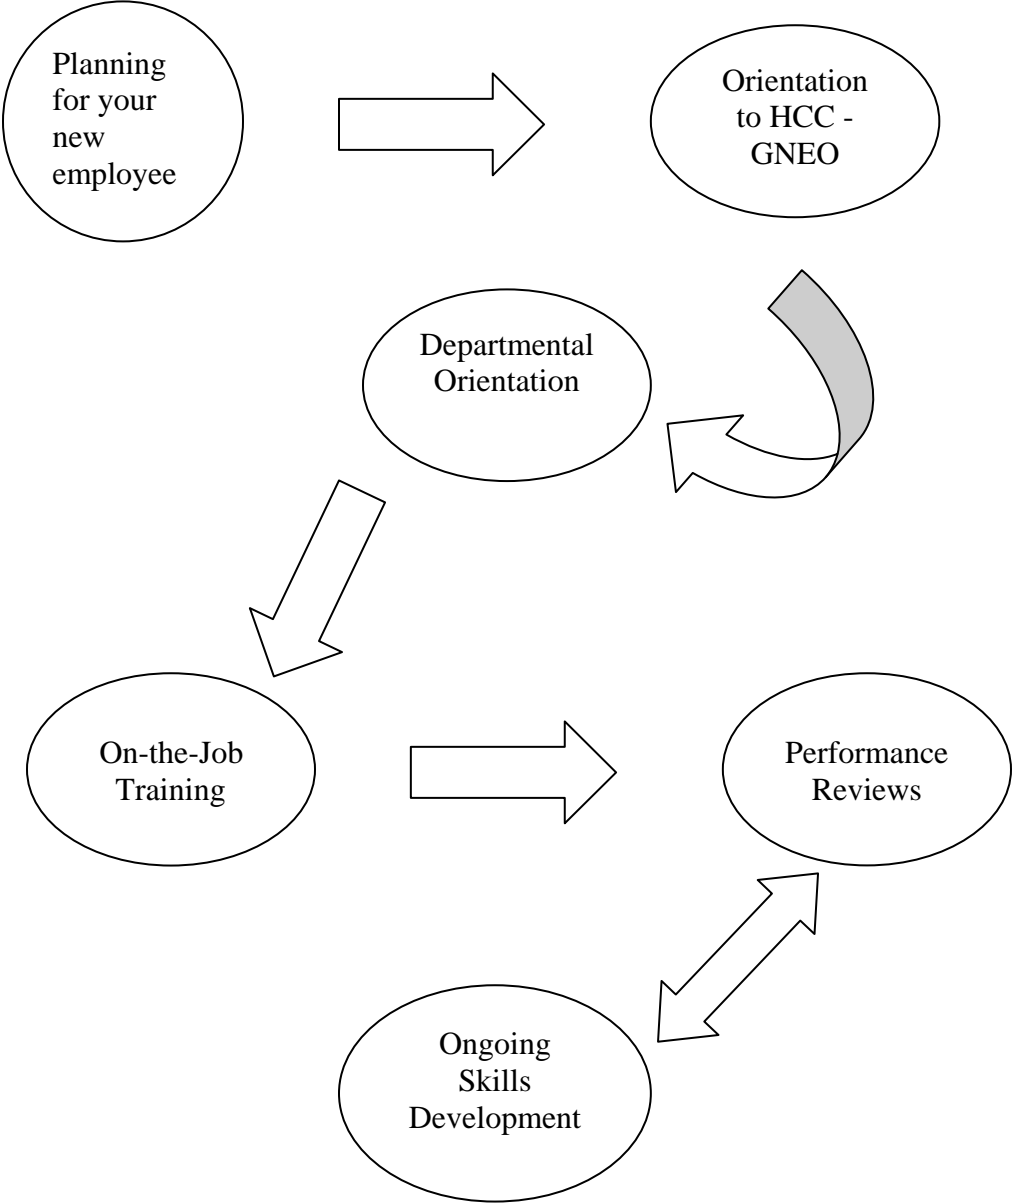 Planning
for your
new
employee
Orientation
to HCC -
GNEO
Departmental
Orientation
On-the-Job
Training
Performance
Reviews
Ongoing
Skills
Development